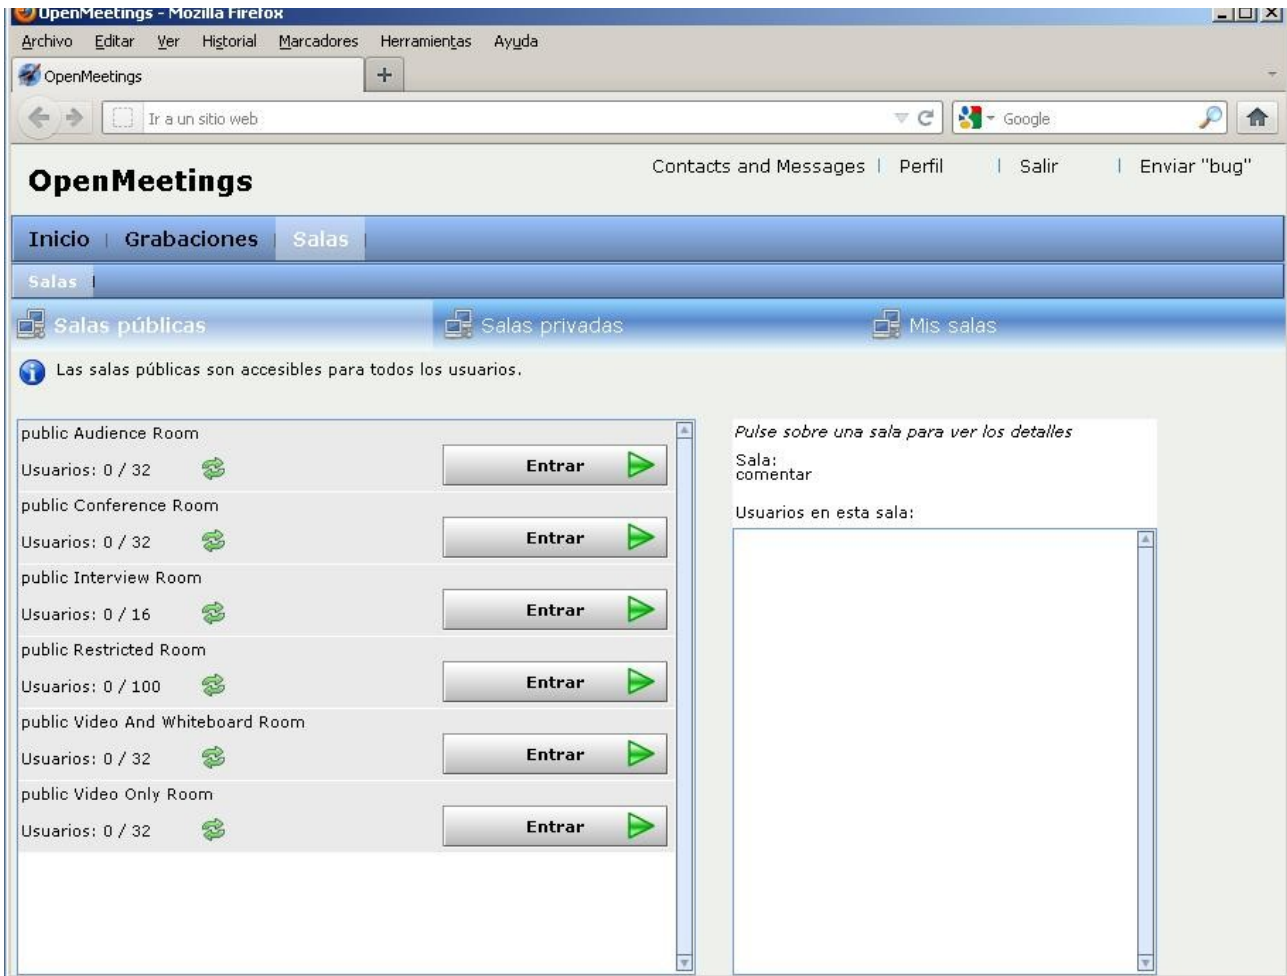 OpenMeetings - Mozilla Firefox
Archivo Editar Ver Historial Marcadores Herramientas Ayuda
OpenMeetings
Ir a un sitio web
Google
Contacts and Messages | Perfil | Salir | Enviar "bug"
OpenMeetings
Inicio | Grabaciones | Salas |
Salas |
Salas públicas Salas privadas Mis salas
Las salas públicas son accesibles para todos los usuarios.
public Audience Room
Usuarios: 0 / 32 Entrar
public Conference Room
Usuarios: 0 / 32 Entrar
public Interview Room
Usuarios: 0 / 16 Entrar
public Restricted Room
Usuarios: 0 / 100 Entrar
public Video And Whiteboard Room
Usuarios: 0 / 32 Entrar
public Video Only Room
Usuarios: 0 / 32 Entrar
Pulse sobre una sala para ver los detalles
Sala:
comentar
Usuarios en esta sala: